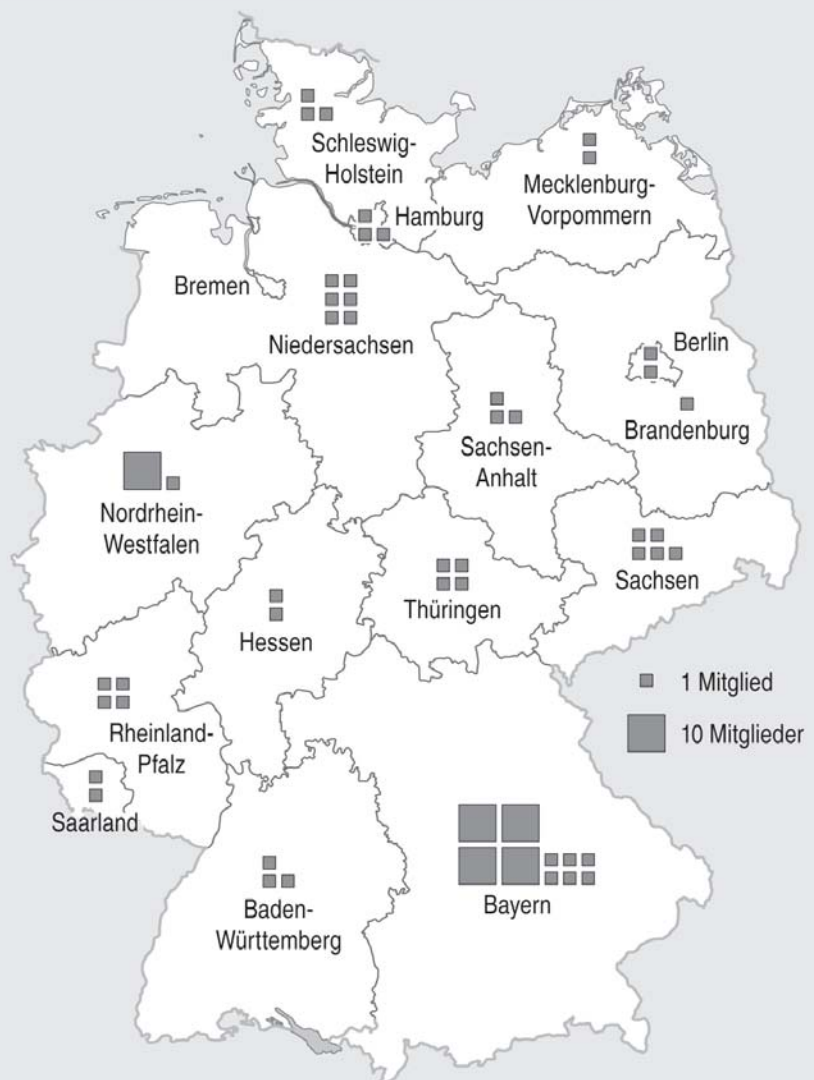 Schleswig-
Holstein
Mecklenburg-
Vorpommern
Hamburg
Bremen
Niedersachsen
Berlin
Brandenburg
Sachsen-
Anhalt
Nordrhein-
Westfalen
Sachsen
Thüringen
Hessen
1 Mitglied
10 Mitglieder
Rheinland-
Pfalz
Saarland
Bayern
Baden-
Württemberg